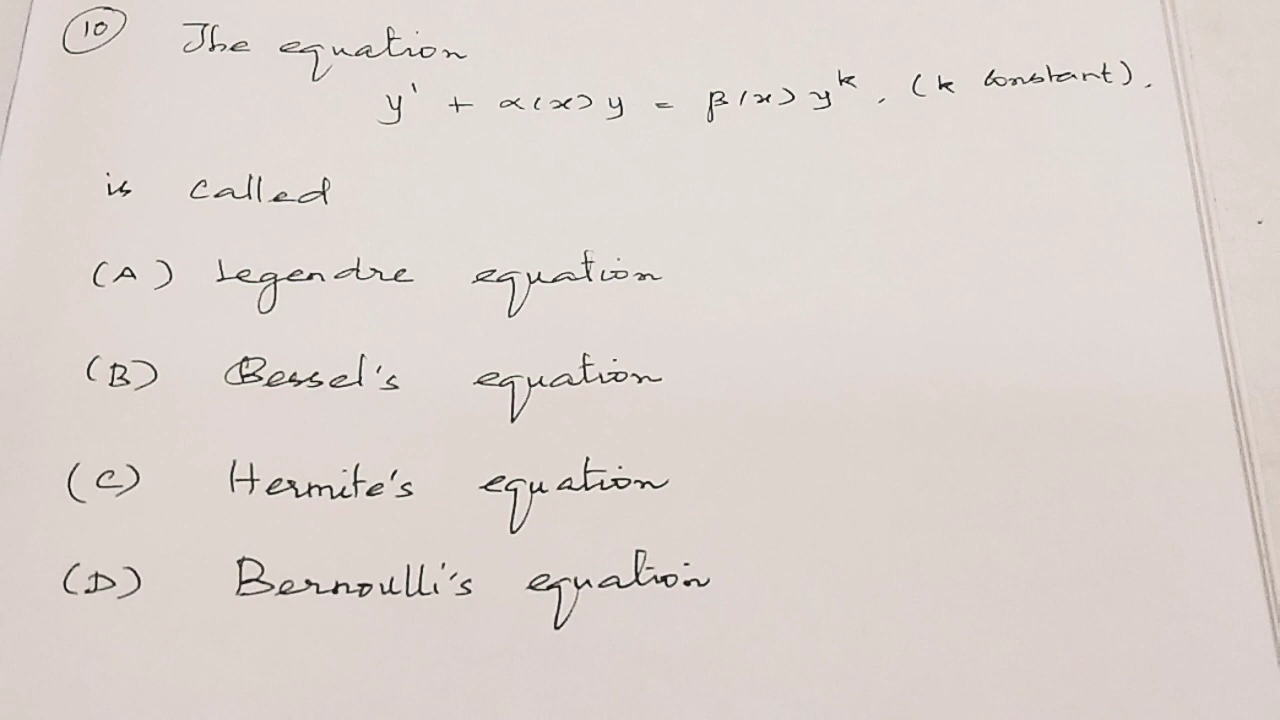 10 The equation
y' + α(x) y = β(x) y^k, (k constant).
is called
(A) Legendre equation
(B) Bessel's equation
(C) Hermite's equation
(D) Bernoulli's equation